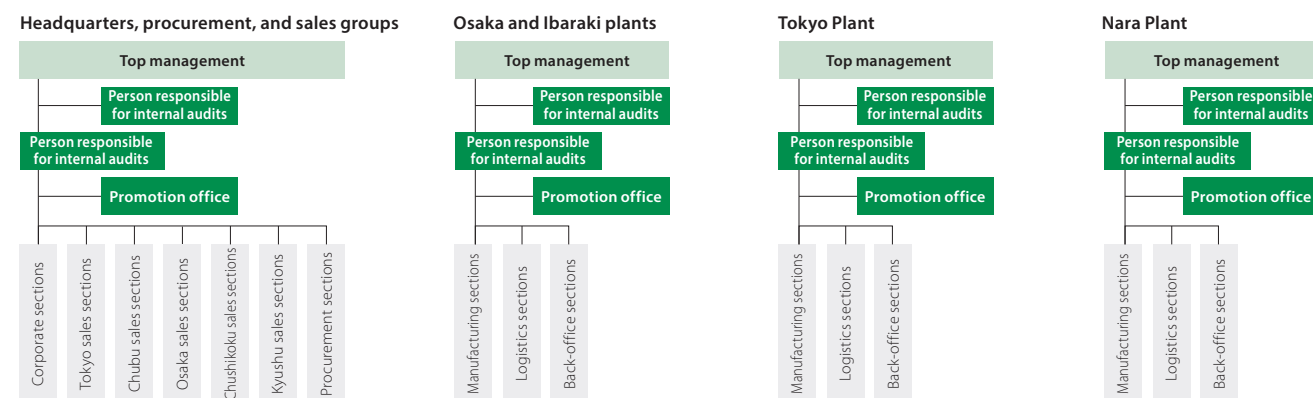 Headquarters, procurement, and sales groups
Top management
Person responsible
for internal audits
Person responsible
for internal audits
Promotion office
Corporate sections
Tokyo sales sections
Chubu sales sections
Osaka sales sections
Chushikoku sales sections
Kyushu sales sections
Procurement sections
Osaka and Ibaraki plants
Top management
Person responsible
for internal audits
Person responsible
for internal audits
Promotion office
Manufacturing sections
Logistics sections
Back-office sections
Tokyo Plant
Top management
Person responsible
for internal audits
Person responsible
for internal audits
Promotion office
Manufacturing sections
Logistics sections
Back-office sections
Nara Plant
Top management
Person responsible
for internal audits
Person responsible
for internal audits
Promotion office
Manufacturing sections
Logistics sections
Back-office sections